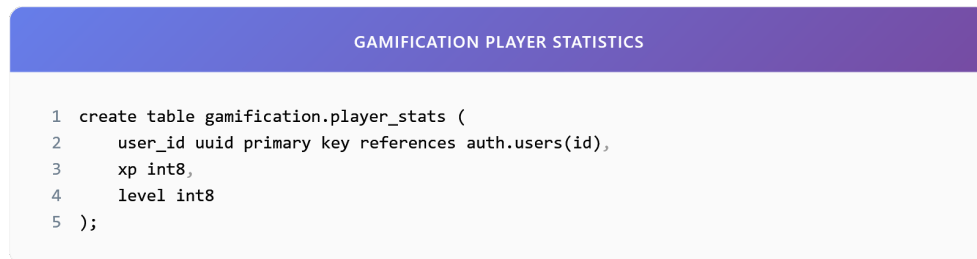 GAMIFICATION PLAYER STATISTICS
1 create table gamification.player_stats (
2     user_id uuid primary key references auth.users(id),
3     xp int8,
4     level int8
5 );